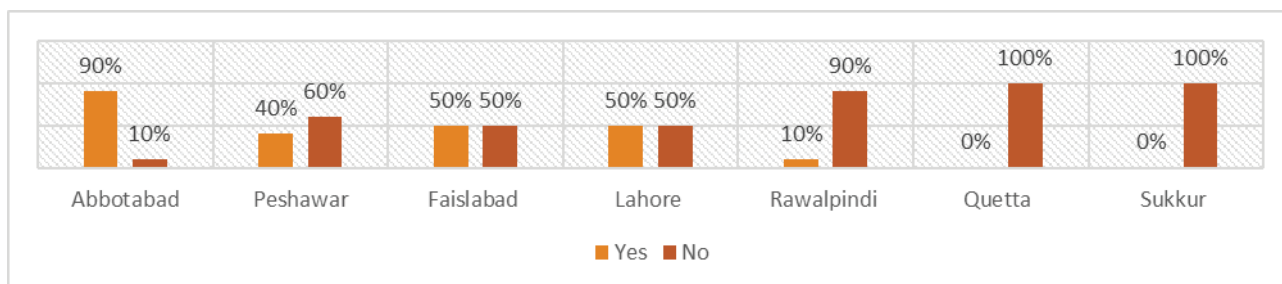 90% 10% 40% 60% 50% 50% 50% 50% 10% 90% 0% 100% 0% 100%
Abbotabad Peshawar Faislabad Lahore Rawalpindi Quetta Sukkur
Yes No